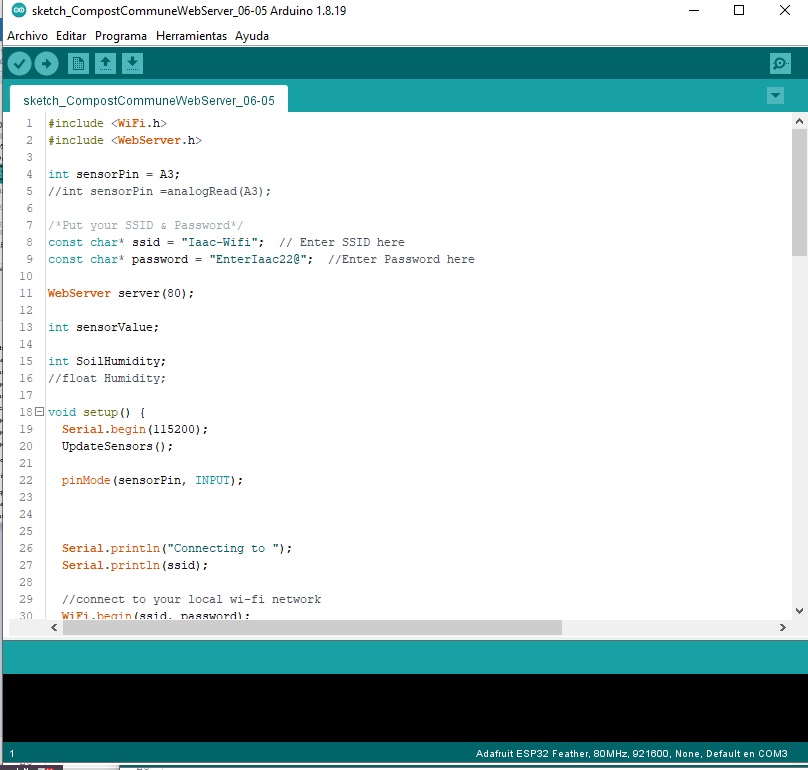 sketch_CompostCommuneWebServer_06-05 Arduino 1.8.19
Archivo Editar Programa Herramientas Ayuda
sketch_CompostCommuneWebServer_06-05
1 #include <WiFi.h>
2 #include <WebServer.h>
3
4 int sensorPin = A3;
5 //int sensorPin =analogRead(A3);
6
7 /*Put your SSID & Password*/
8 const char* ssid = "Iaac-Wifi";  // Enter SSID here
9 const char* password = "EnterIaac22@";  //Enter Password here
10
11 WebServer server(80);
12
13 int sensorValue;
14
15 int SoilHumidity;
16 //float Humidity;
17
18 void setup() {
19 Serial.begin(115200);
20 UpdateSensors();
21
22 pinMode(sensorPin, INPUT);
23
24
25
26 Serial.println("Connecting to ");
27 Serial.println(ssid);
28
29 //connect to your local wi-fi network
30 WiFi.begin(ssid, password);
1 Adafruit ESP32 Feather, 80MHz, 921600, None, Default en COM3